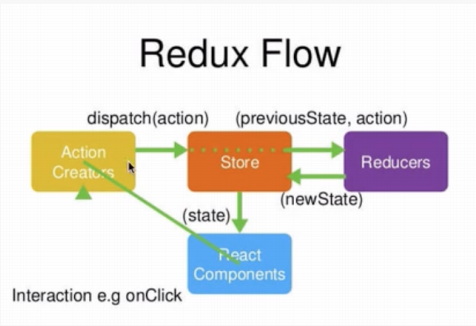 Redux Flow
dispatch(action)
(previousState, action)
Action
Creators
Store
Reducers
(newState)
(state)
React
Components
Interaction e.g onClick